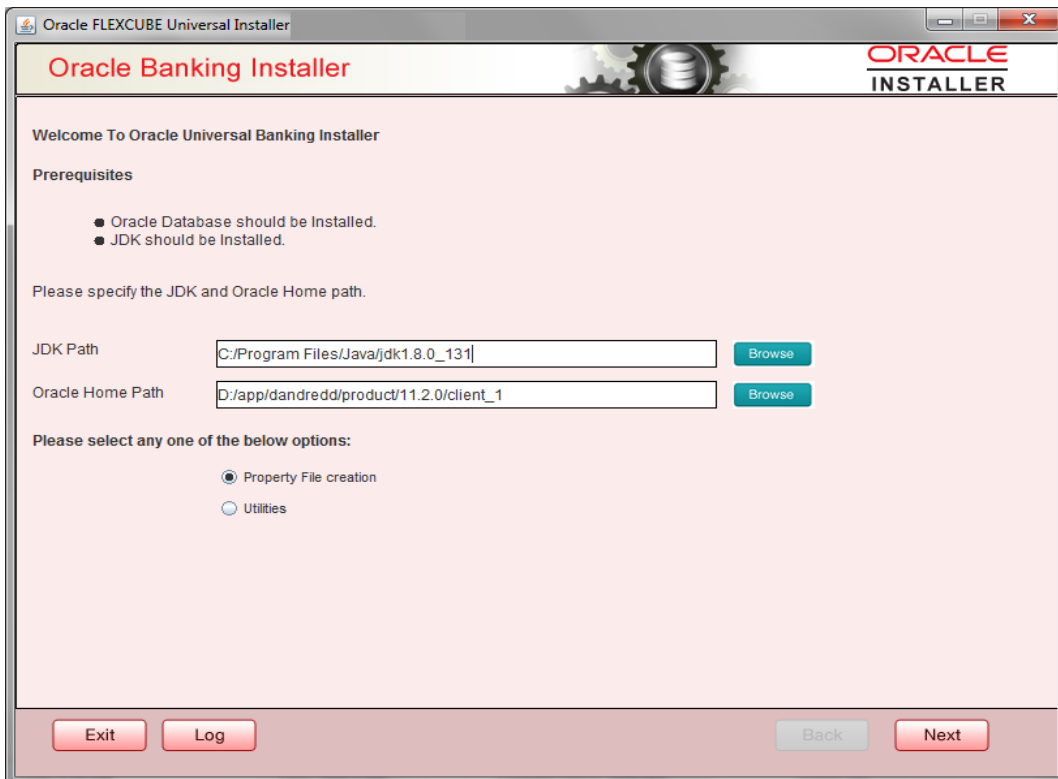 Oracle FLEXCUBE Universal Installer
Oracle Banking Installer
ORACLE
INSTALLER
Welcome To Oracle Universal Banking Installer
Prerequisites
Oracle Database should be Installed.
JDK should be Installed.
Please specify the JDK and Oracle Home path.
JDK Path C:/Program Files/Java/jdk1.8.0_131 Browse
Oracle Home Path D:/app/dandredd/product/11.2.0/client_1 Browse
Please select any one of the below options:
Property File creation
Utilities
Exit Log Back Next